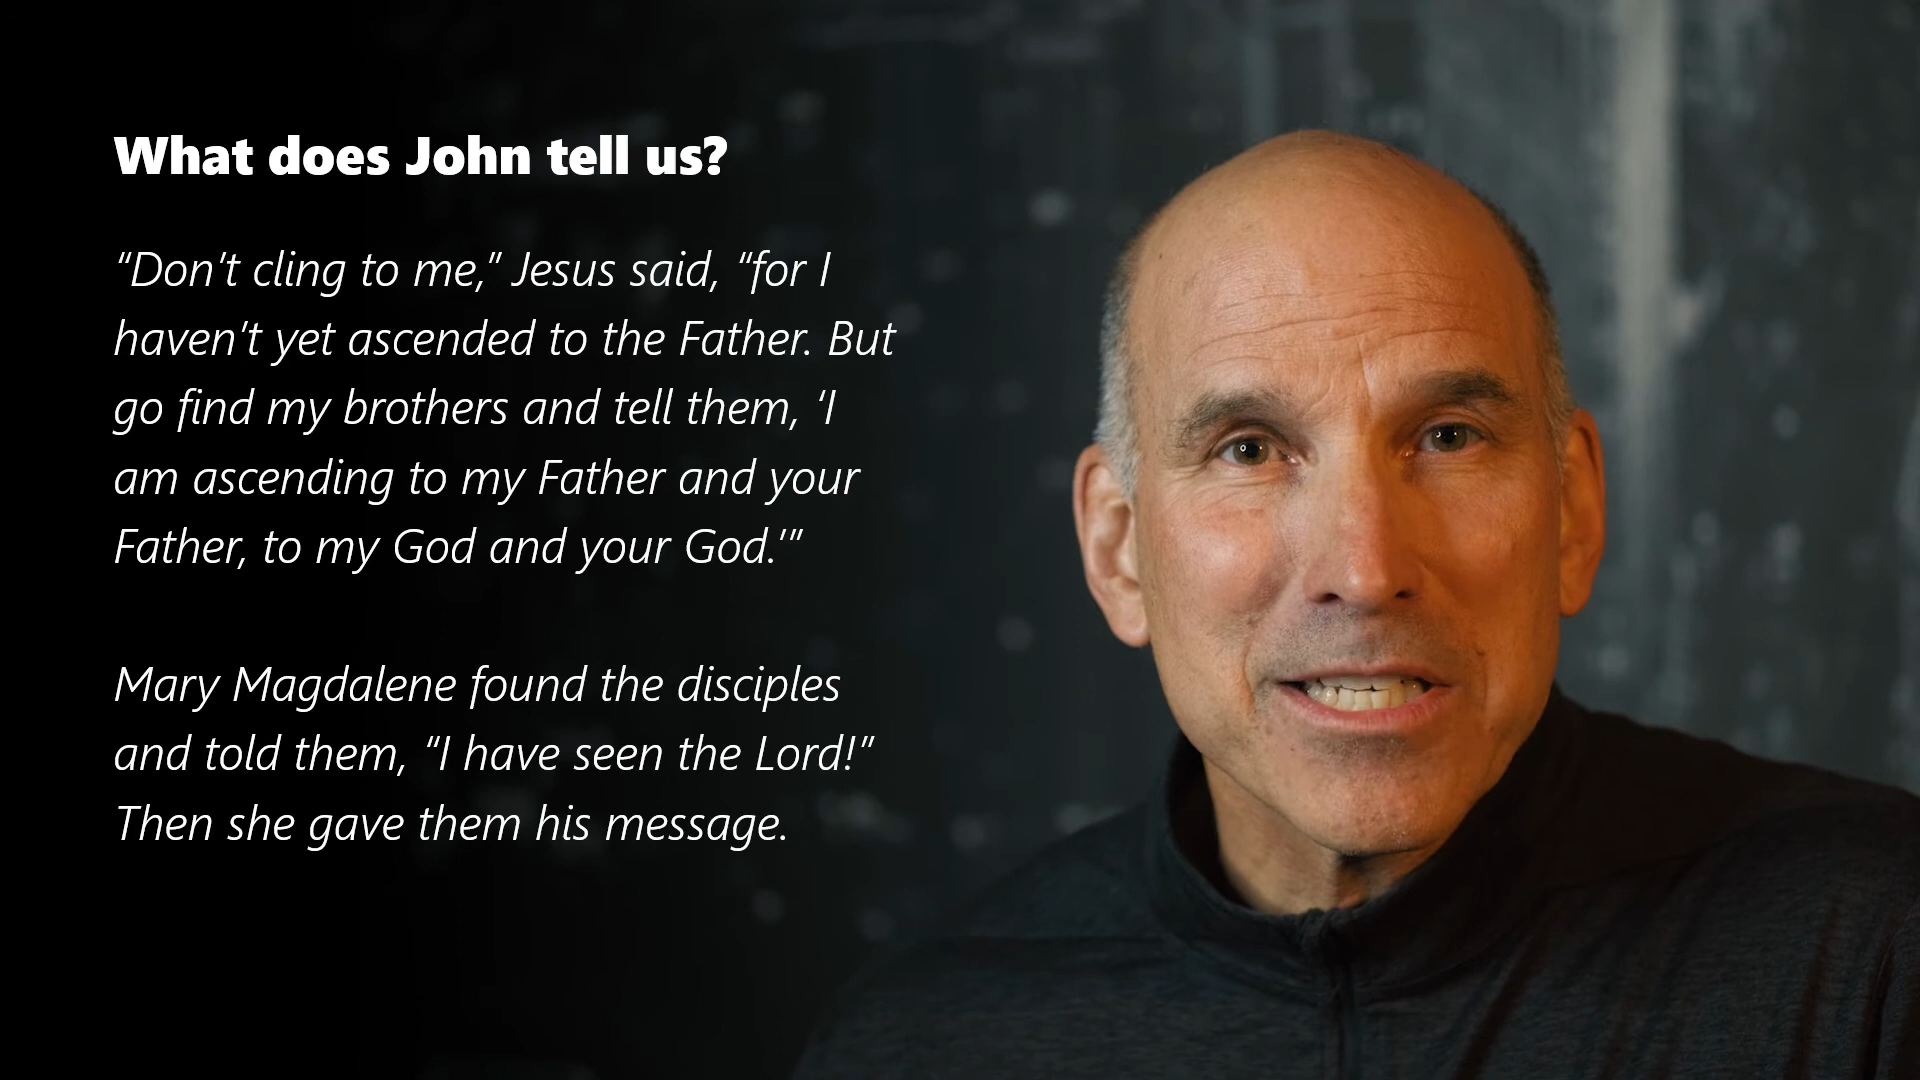 What does John tell us?
“Don’t cling to me,” Jesus said, “for I
haven’t yet ascended to the Father. But
go find my brothers and tell them, ‘I
am ascending to my Father and your
Father, to my God and your God.’”
Mary Magdalene found the disciples
and told them, “I have seen the Lord!”
Then she gave them his message.